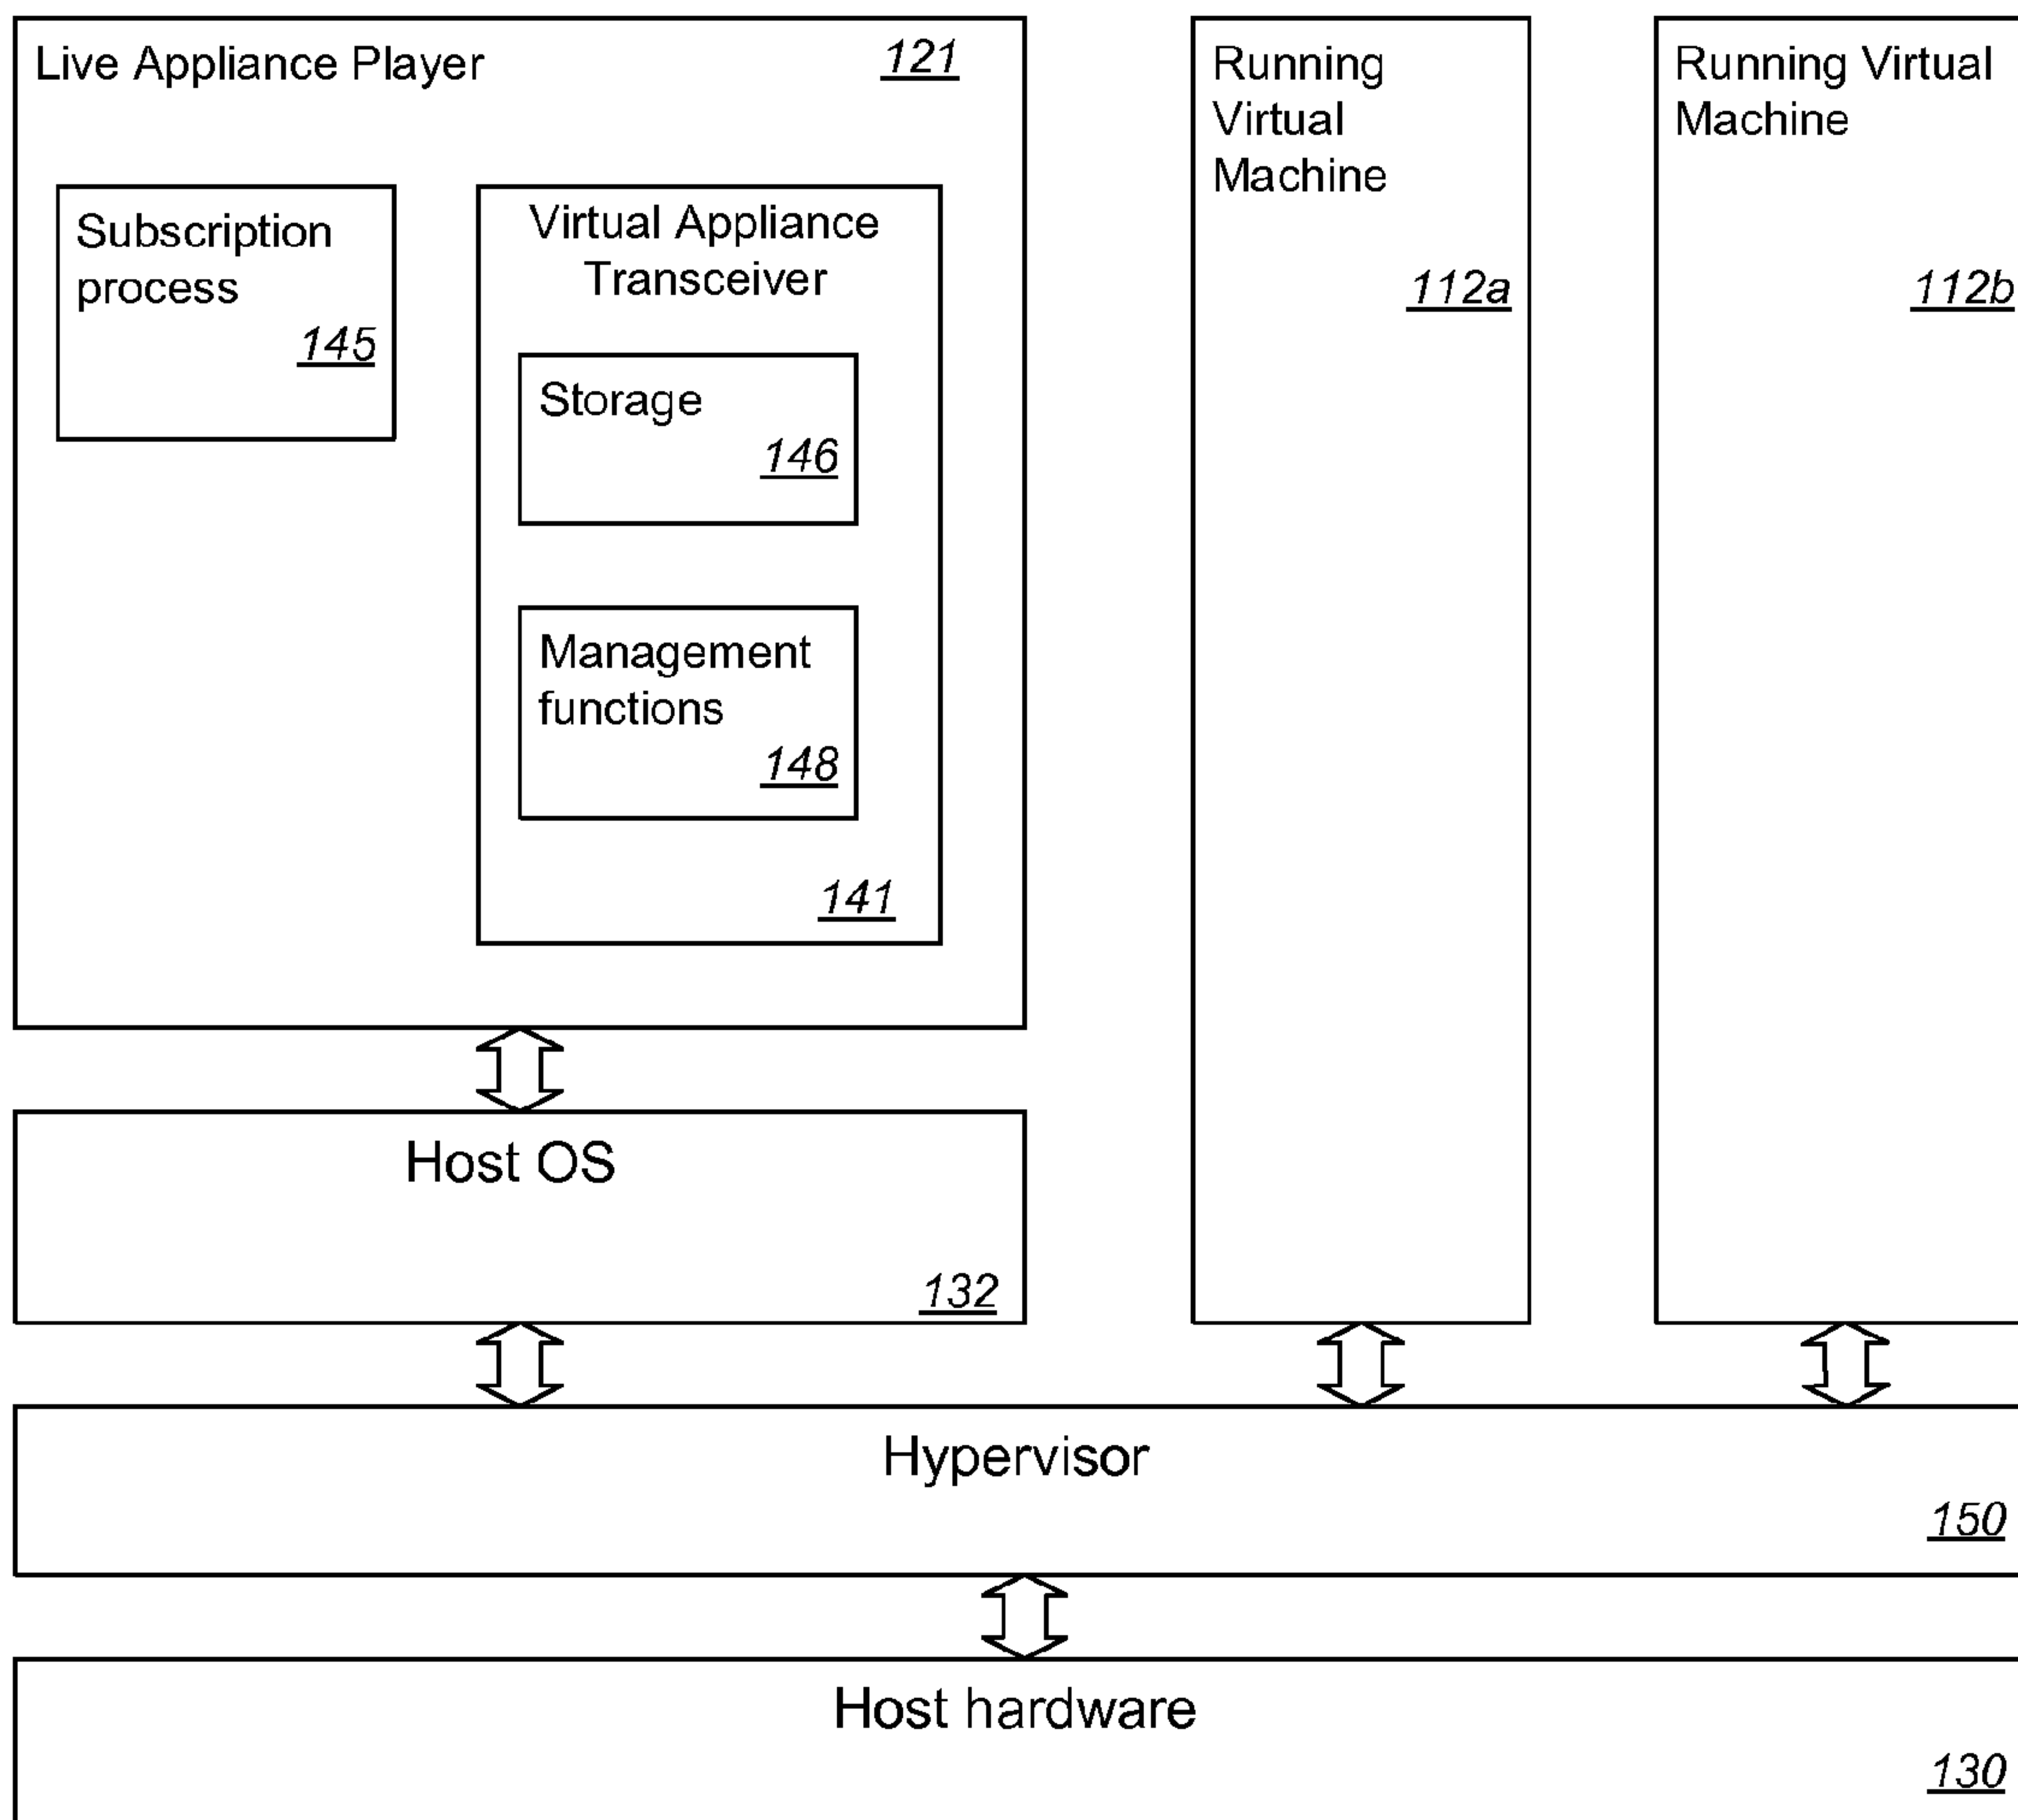 Live Appliance Player
121
Subscription
process
145
Virtual Appliance
Transceiver
Storage
146
Management
functions
148
141
Running
Virtual
Machine
112a
Running Virtual
Machine
112b
Host OS
132
Hypervisor
150
Host hardware
130